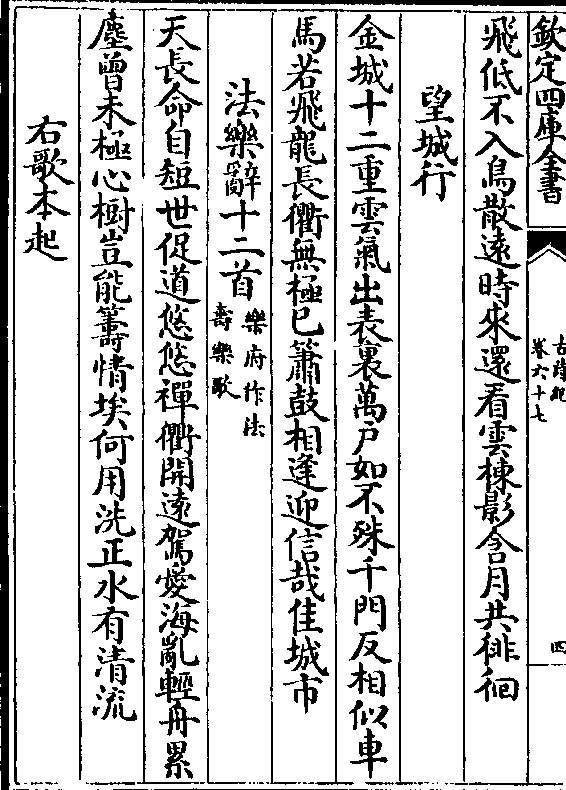 欽定四庫全書
古詩紀
卷六十七
四
飛低不入鳥散遠時來還看雲棟影含月共徘徊
望城行
金城十二重雲氣出表裏萬户如不殊千門反相似車
馬若飛龍長衢無極已簫鼓相逢迎信哉佳城市
法樂辭十二首
樂府作法
壽樂歌
天長命自短世促道悠悠禪衢開遠駕愛海亂輕舟累
塵曾未極心樹豈能籌情埃何用洗正水有清流
右歌本起